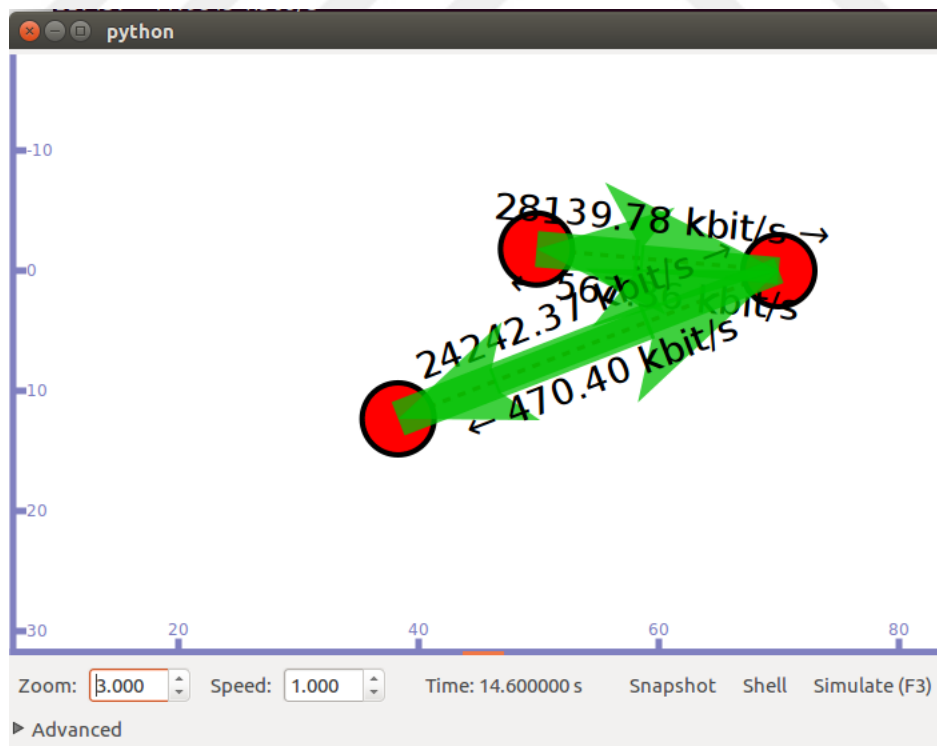 python
-10
0
10
20
30
28139.78 kbit/s →
24242.37 kbit/s →
← 470.40 kbit/s
20
40
60
80
Zoom: 3.000 Speed: 1.000 Time: 14.600000 s Snapshot Shell Simulate (F3)
Advanced